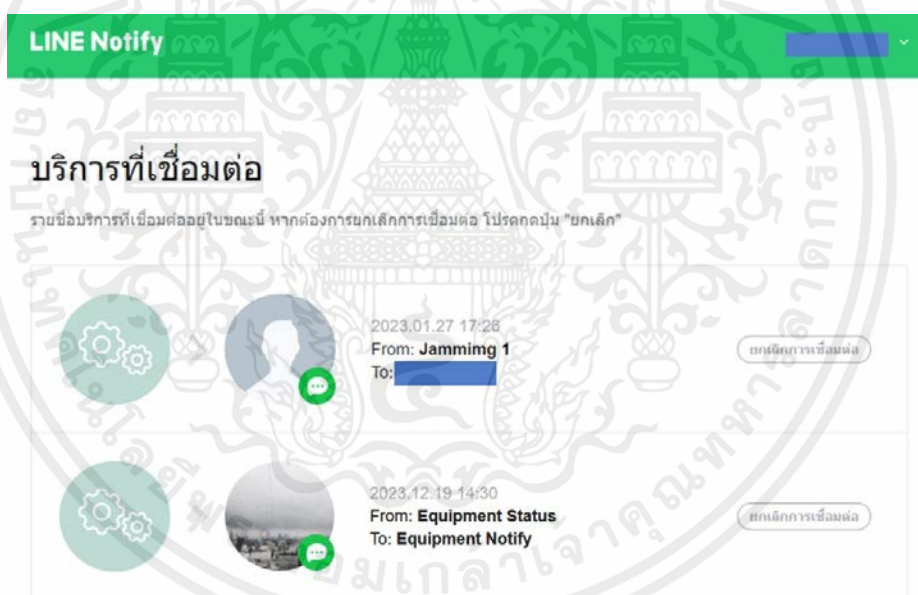 LINE Notify
บริการที่เชื่อมต่อ
รายชื่อบริการที่เชื่อมต่ออยู่ในขณะนี้ หากต้องการยกเลิกการเชื่อมต่อ โปรดกดปุ่ม "ยกเลิก"
2023.01.27 17:26
From: Jammimg 1
To:
ยกเลิกการเชื่อมต่อ
2023.12.19 14:30
From: Equipment Status
To: Equipment Notify
ยกเลิกการเชื่อมต่อ